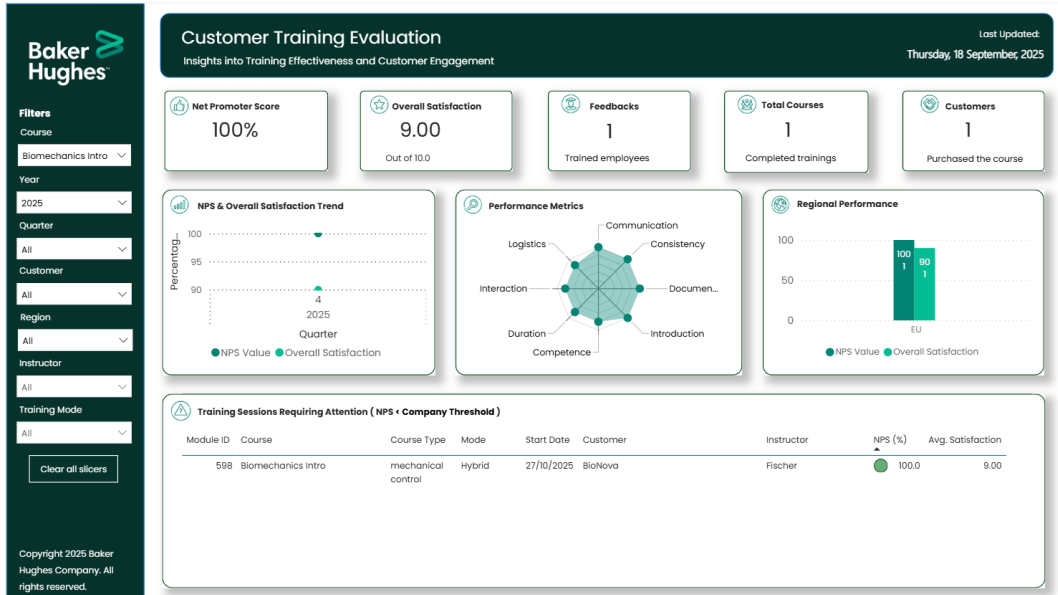 Baker
Hughes
Filters
Course
Biomechanics Intro
Year
2025
Quarter
All
Customer
All
Region
All
Instructor
All
Training Mode
All
Clear all slicers
Copyright 2025 Baker
Hughes Company. All
rights reserved.
Customer Training Evaluation
Insights into Training Effectiveness and Customer Engagement
Last Updated:
Thursday, 18 September, 2025
Net Promoter Score
100%
Overall Satisfaction
9.00
Out of 10.0
Feedbacks
1
Trained employees
Total Courses
1
Completed trainings
Customers
1
Purchased the course
NPS & Overall Satisfaction Trend
Percentag...
100
95
90
4
2025
Quarter
NPS Value Overall Satisfaction
Performance Metrics
Communication
Logistics
Consistency
Interaction
Documen...
Duration
Introduction
Competence
Regional Performance
100
50
0
100
1
90
1
EU
NPS Value Overall Satisfaction
Training Sessions Requiring Attention ( NPS < Company Threshold )
Module ID Course Course Type Mode Start Date Customer Instructor NPS (%) Avg. Satisfaction
598 Biomechanics Intro mechanical Hybrid 27/10/2025 BioNova Fischer 100.0 9.00
control